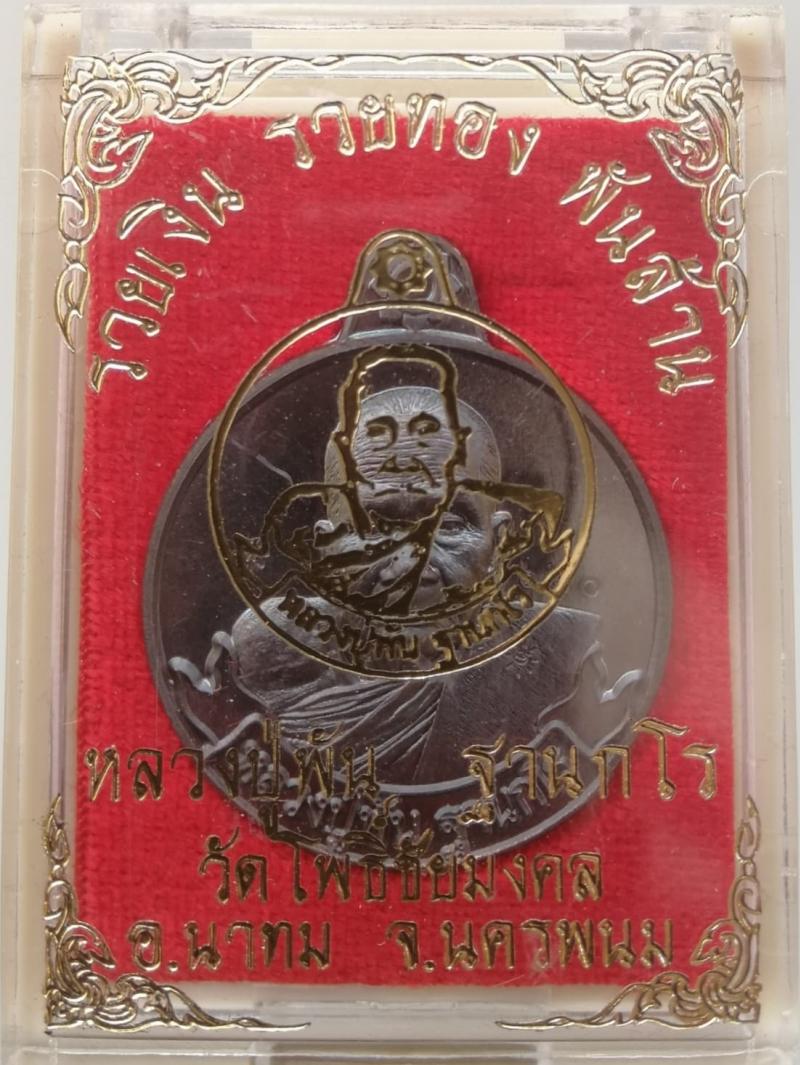 รวยเงิน รวยทอง พันล้าน
หลวงปู่พัน ฐานกโร
หลวงปู่พัน ฐานกโร
วัดโพธิ์ชัยมงคล
อ.นาทม จ.นครพนม